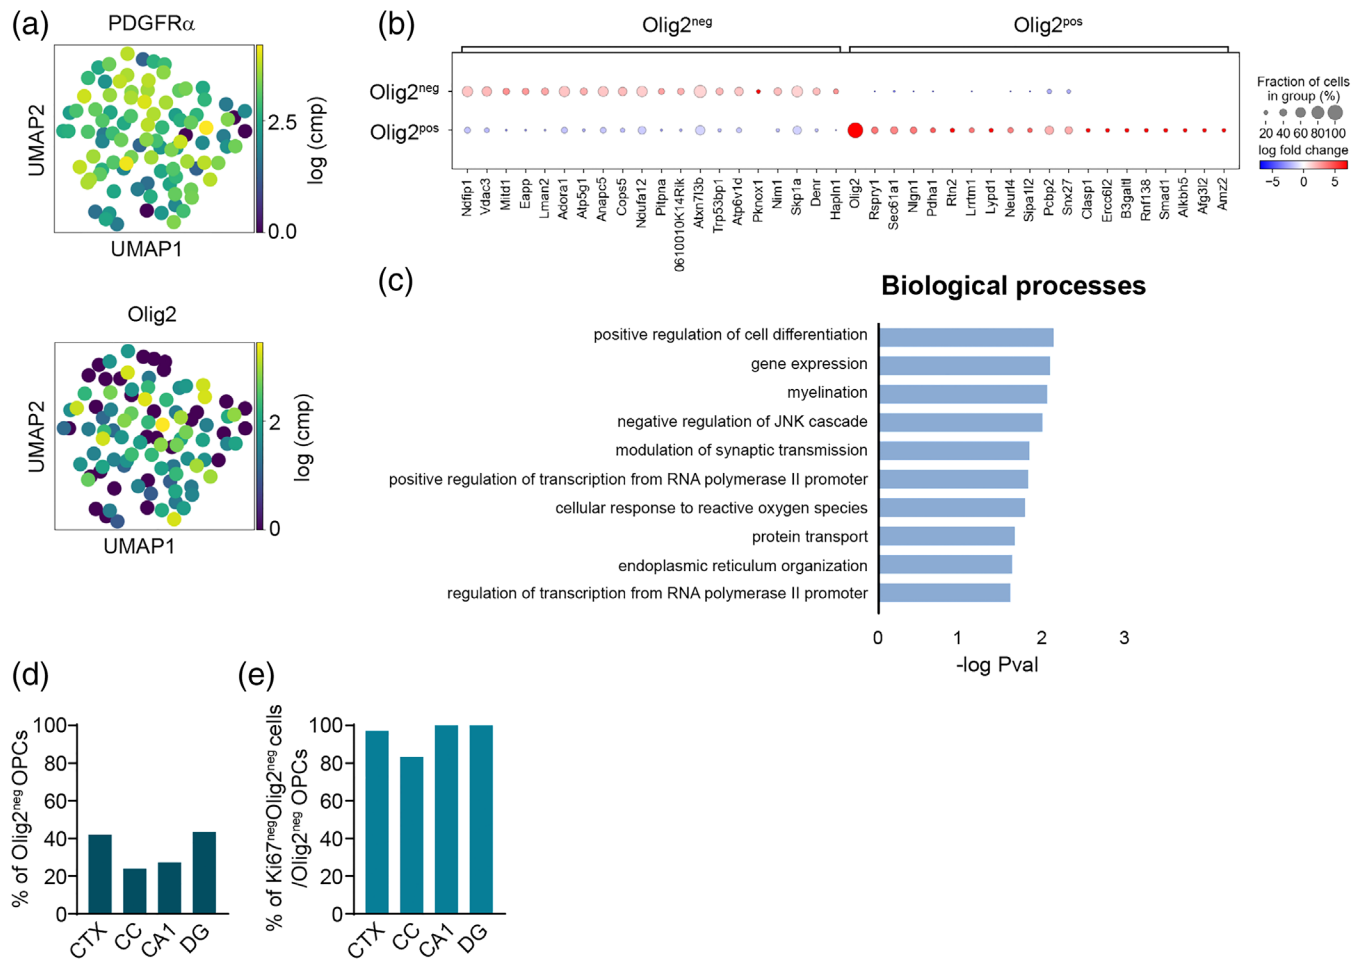 (a)
PDGFRα
UMAP2
UMAP1
2.5
0.0
log (cmp)
Olig2
UMAP2
UMAP1
2
0
log (cmp)
(b)
Olig2neg
Olig2pos
Olig2neg
Olig2pos
Ndfip1
Vdac3
Mitd1
Eapp
Lman2
Adora1
Atp5g1
Anapc5
Cops5
Ndufa12
Pitpna
0610010K14Rik
Atxn7l3b
Trp53bp1
Atp6v1d
Pknox1
Nin1
Skp1a
Denr
Hapln1
Olig2
Rspry1
Sec61a1
Nlgn1
Pdha1
Rtn2
Lrrtm1
Lypd1
Neurl4
Sipa1l2
Pcbp2
Snx27
Clasp1
Ercc6l2
B3galtl
Rnf138
Smad1
Alkbh5
Afg3l2
Amz2
Fraction of cells
in group (%)
20 40 60 80 100
log fold change
−5 0 5
(c)
Biological processes
positive regulation of cell differentiation
gene expression
myelination
negative regulation of JNK cascade
modulation of synaptic transmission
positive regulation of transcription from RNA polymerase II promoter
cellular response to reactive oxygen species
protein transport
endoplasmic reticulum organization
regulation of transcription from RNA polymerase II promoter
0 1 2 3
-log Pval
(d)
% of Olig2neg OPCs
100
80
60
40
20
0
CTX
CC
CA1
DG
(e)
% of Ki67negOlig2neg cells
/Olig2neg OPCs
100
80
60
40
20
0
CTX
CC
CA1
DG